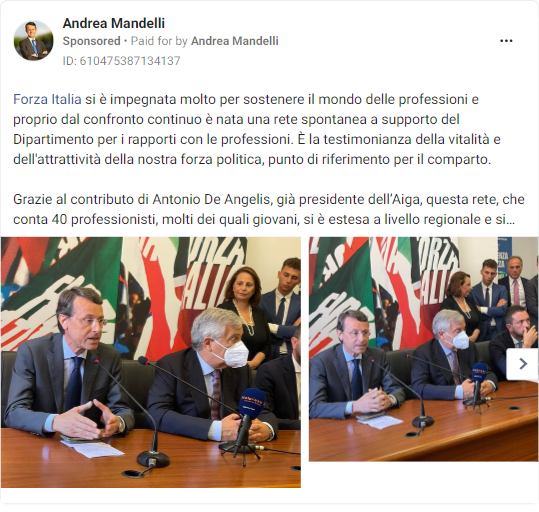 Andrea Mandelli
Sponsored • Paid for by Andrea Mandelli
ID: 610475387134137
Forza Italia si è impegnata molto per sostenere il mondo delle professioni e
proprio dal confronto continuo è nata una rete spontanea a supporto del
Dipartimento per i rapporti con le professioni. È la testimonianza della vitalità e
dell'attrattività della nostra forza politica, punto di riferimento per il comparto.
Grazie al contributo di Antonio De Angelis, già presidente dell’Aiga, questa rete, che
conta 40 professionisti, molti dei quali giovani, si è estesa a livello regionale e si...